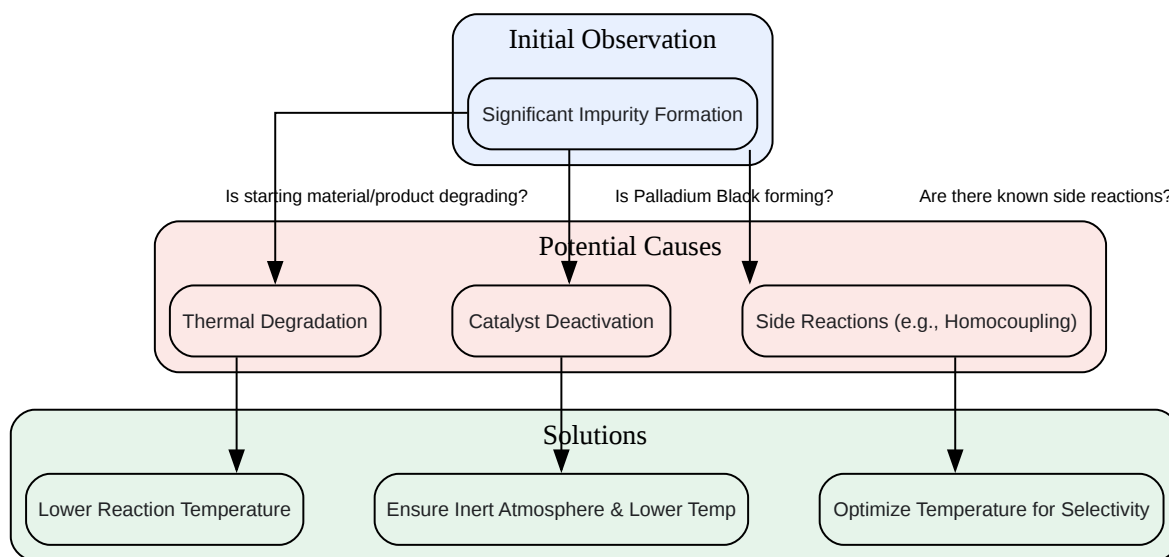 Initial Observation
Significant Impurity Formation
Is starting material/product degrading?
Is Palladium Black forming?
Are there known side reactions?
Potential Causes
Thermal Degradation
Catalyst Deactivation
Side Reactions (e.g., Homocoupling)
Solutions
Lower Reaction Temperature
Ensure Inert Atmosphere & Lower Temp
Optimize Temperature for Selectivity